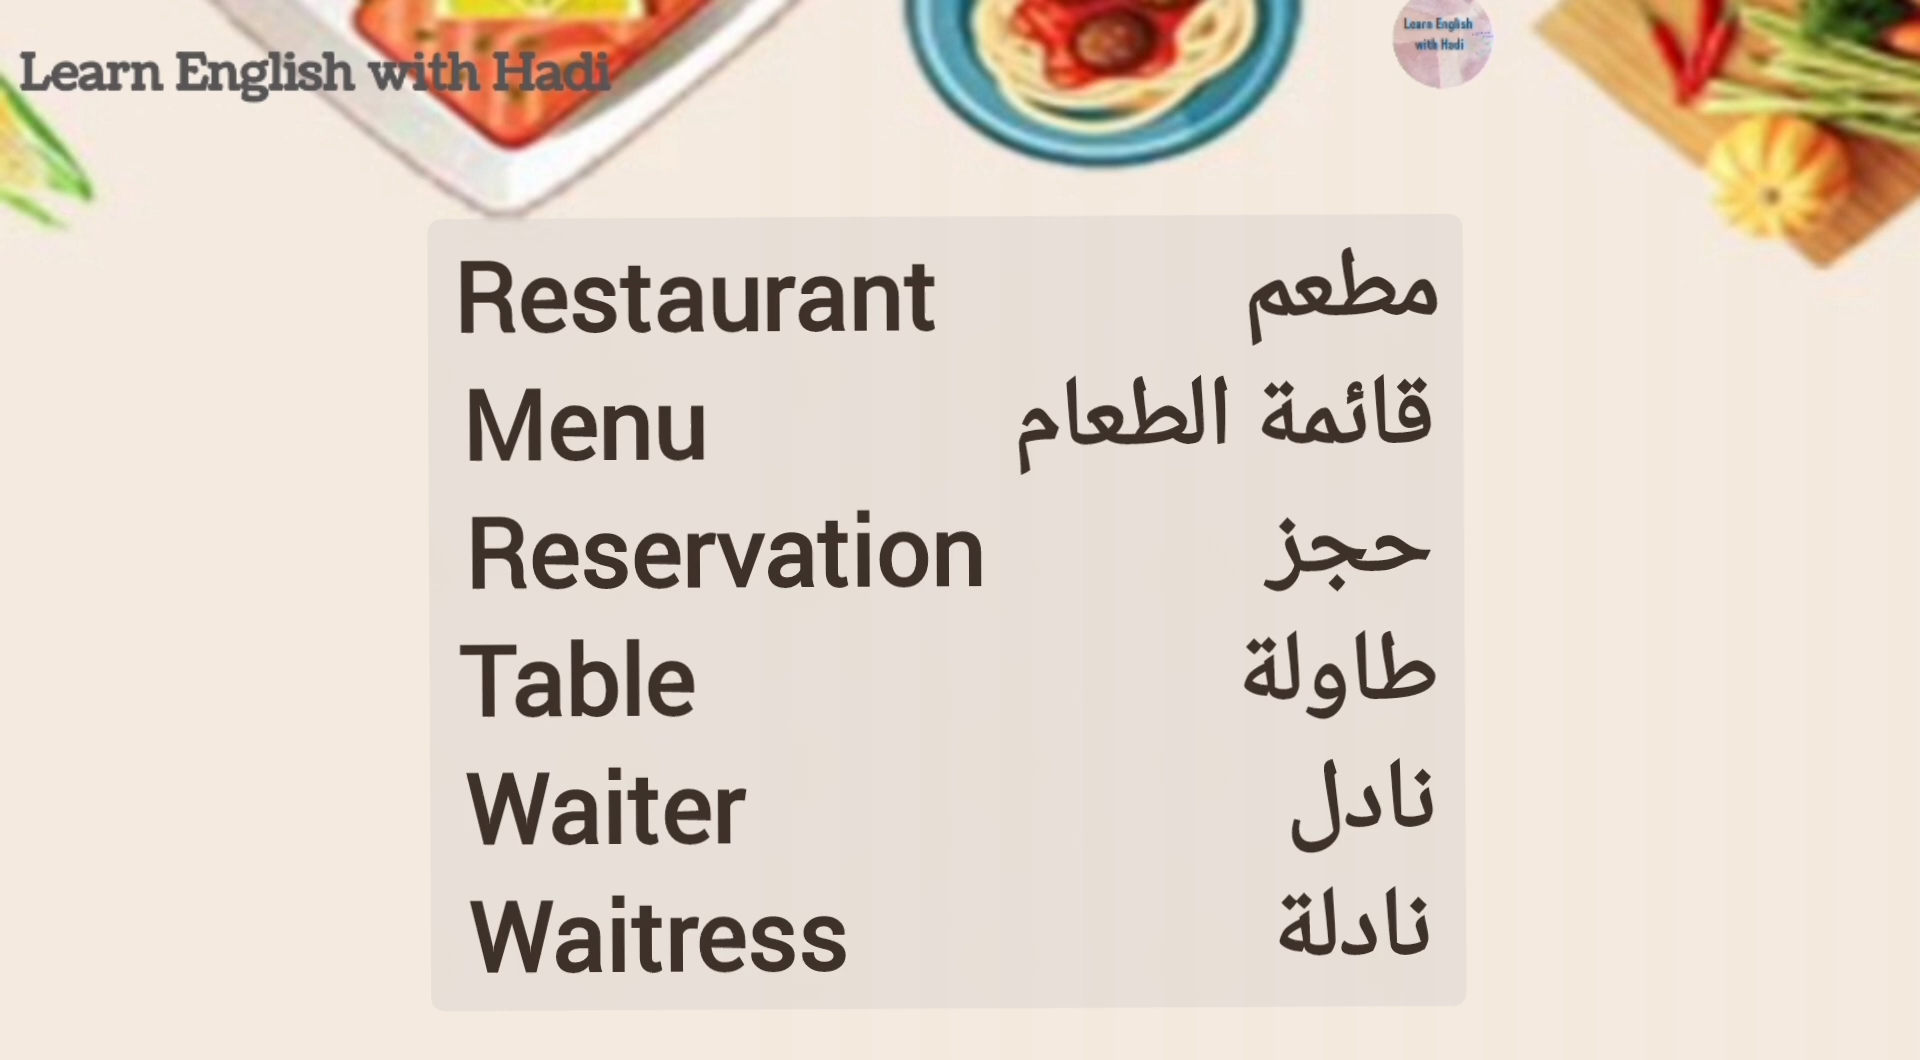 Learn English with Hadi
Learn English
with Hadi
Restaurant مطعم
Menu قائمة الطعام
Reservation حجز
Table طاولة
Waiter نادل
Waitress نادلة